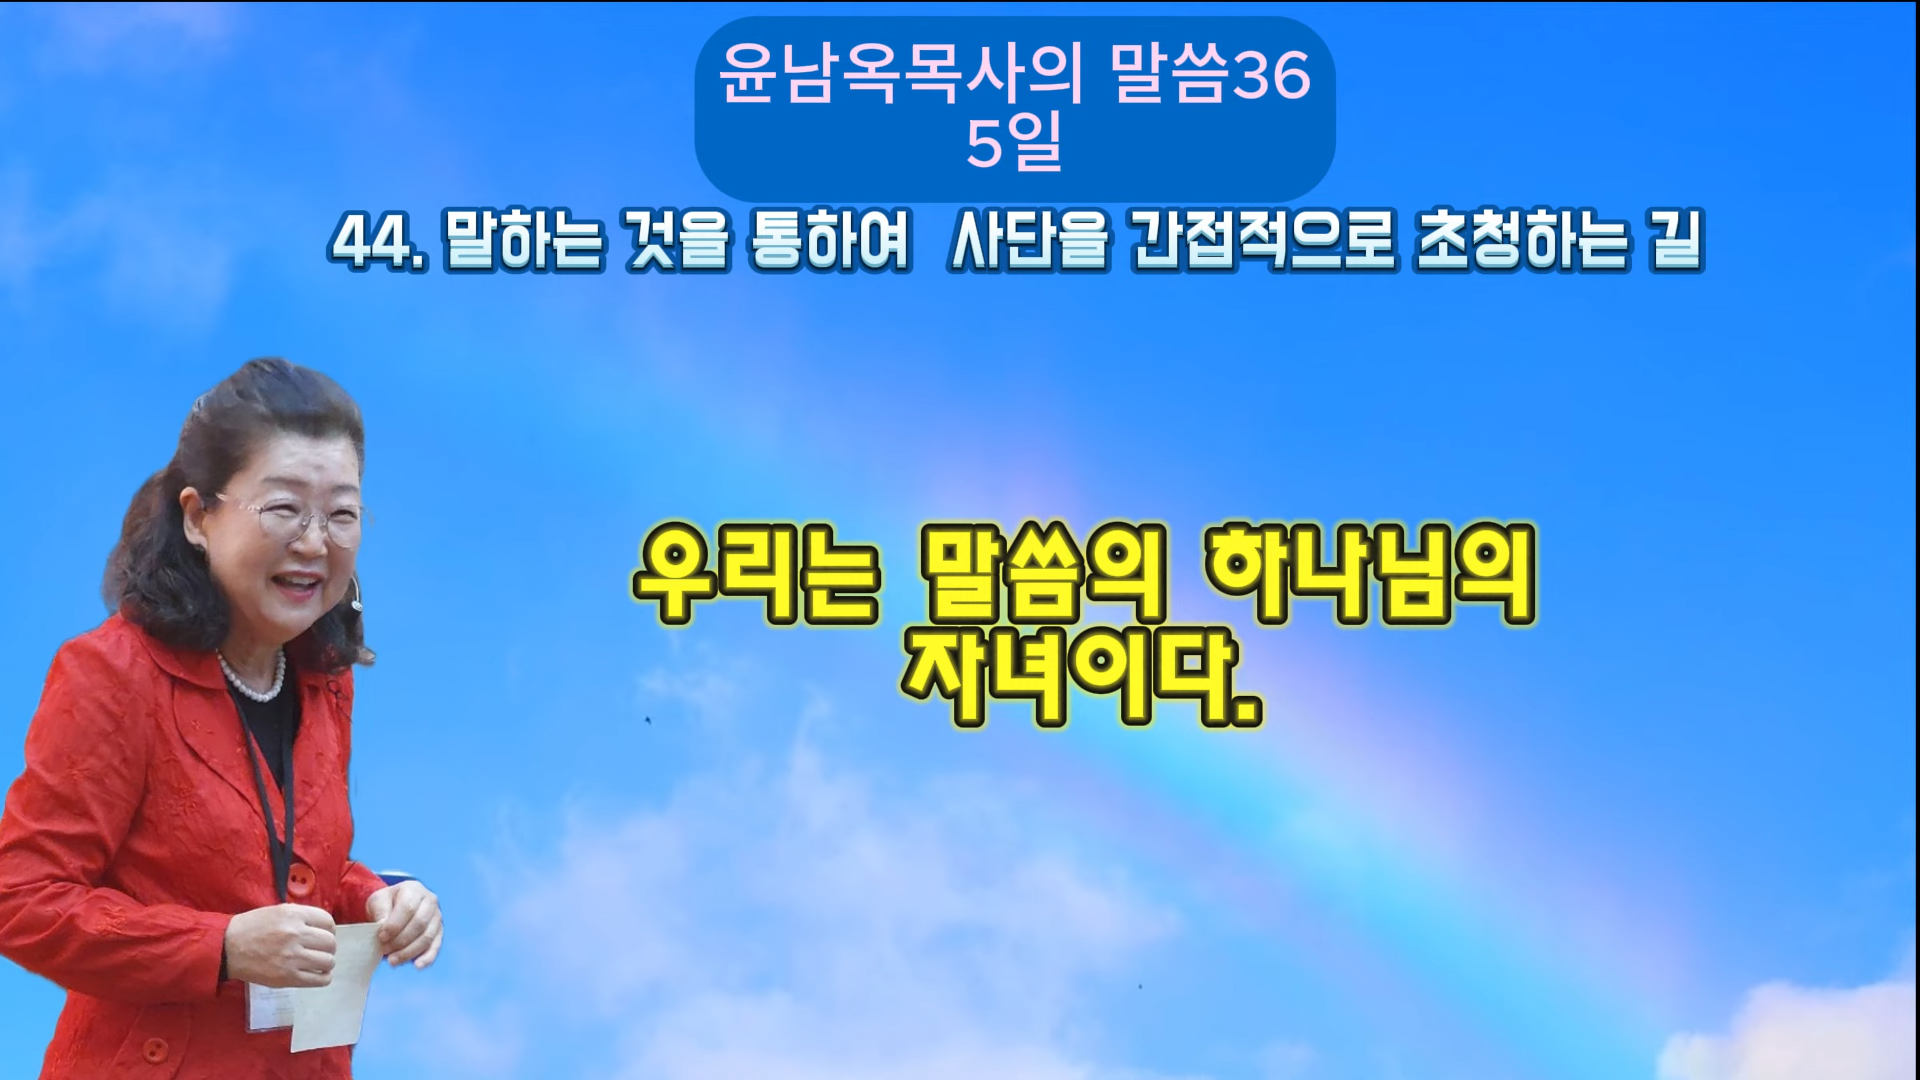 윤남옥목사의 말씀36
5일
44. 말하는 것을 통하여 사단을 간접적으로 초청하는 길
우리는 말씀의 하나님의
자녀이다.